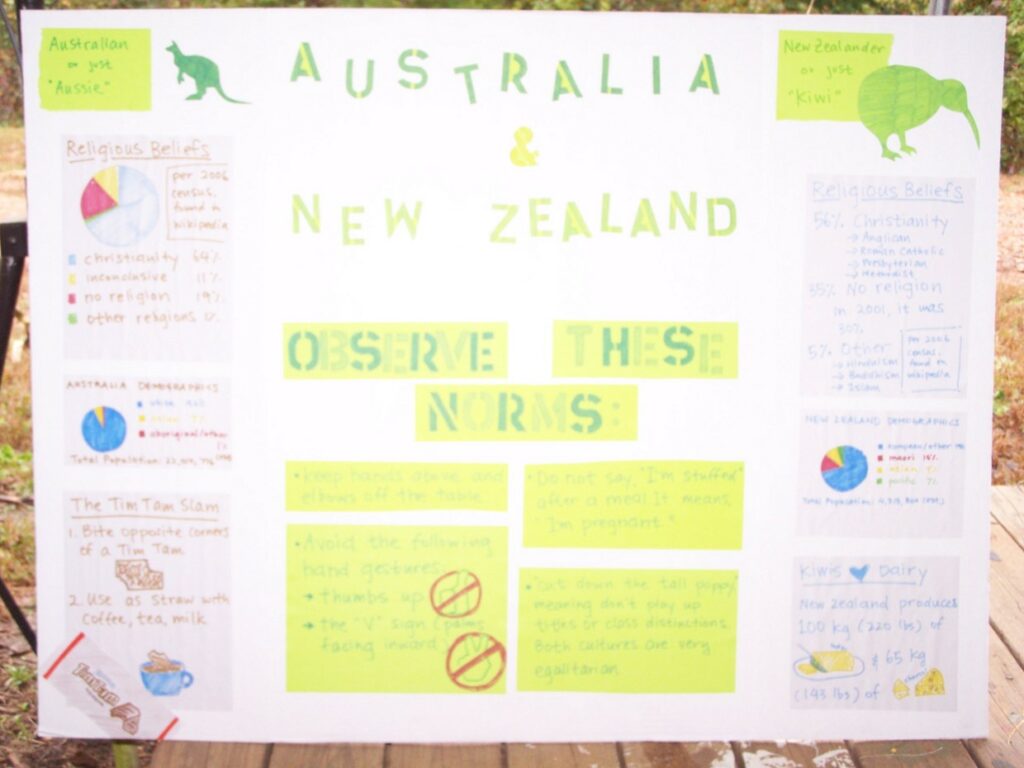 Australian
or just
"Aussie"
AUSTRALIA
&
NEW ZEALAND
New Zealander
or just
"Kiwi"
Religious Beliefs
per 2006
census,
found in
wikipedia
christianity 64%
inconclusive 11%
no religion 19%
other religions
AUSTRALIA DEMOGRAPHICS
white
asian 7%
aboriginal/other
Total Population:
The Tim Tam Slam
1. Bite opposite corners
of a Tim Tam
2. Use as straw with
coffee, tea, milk
OBSERVE THESE
NORMS:
• keep hands above and
elbows off the table
• Avoid the following
hand gestures:
→ thumbs up
→ the "V" sign (palms
facing inward)
• Do not say, "I'm stuffed"
after a meal. It means,
"I'm pregnant."
• "cut down the tall poppy"
meaning don't play up
titles or class distinctions.
Both cultures are very
egalitarian.
Religious Beliefs
56% Christianity
→ Anglican
→ Roman Catholic
→ Presbyterian
→ Methodist
35% No religion
in 2001, it was
30%
5% Other
→ Hinduism
→ Buddhism
→ Islam
per 2006
census,
found in
wikipedia
NEW ZEALAND DEMOGRAPHICS
european/other
maori
asian
pacific 7%
Total Population:
Kiwis ♥ Dairy
New Zealand produces
100 kg (220 lbs) of
& 65 kg
(143 lbs) of